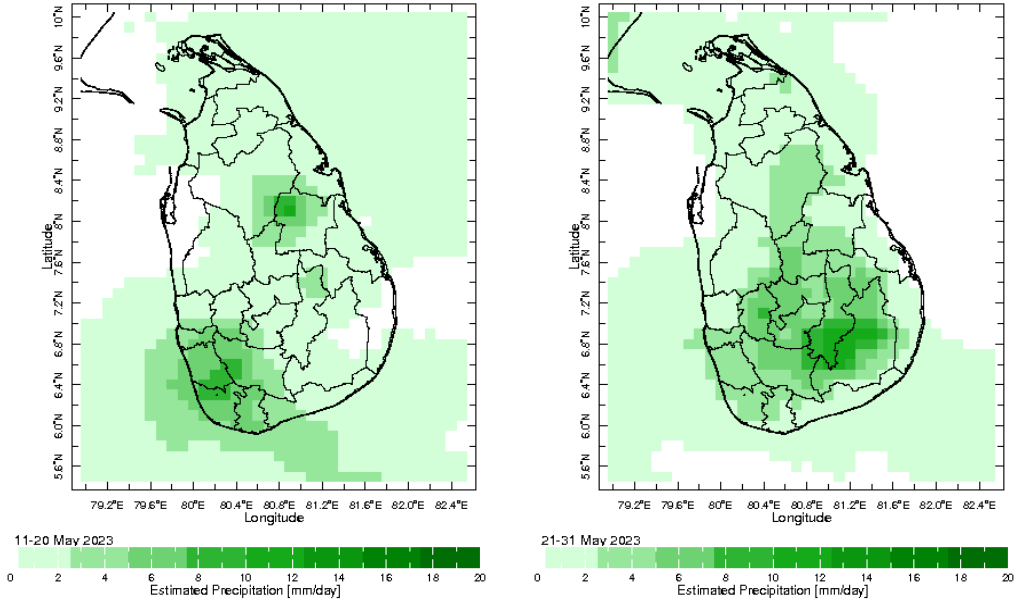 10°N
9.6°N
9.2°N
8.8°N
8.4°N
8°N
7.6°N
7.2°N
6.8°N
6.4°N
6.0°N
5.6°N
Latitude
79.2°E 79.6°E 80°E 80.4°E 80.8°E 81.2°E 81.6°E 82.0°E 82.4°E
Longitude
11-20 May 2023
0 2 4 6 8 10 12 14 16 18 20
Estimated Precipitation [mm/day]
10°N
9.6°N
9.2°N
8.8°N
8.4°N
8°N
7.6°N
7.2°N
6.8°N
6.4°N
6.0°N
5.6°N
Latitude
79.2°E 79.6°E 80°E 80.4°E 80.8°E 81.2°E 81.6°E 82.0°E 82.4°E
Longitude
21-31 May 2023
0 2 4 6 8 10 12 14 16 18 20
Estimated Precipitation [mm/day]